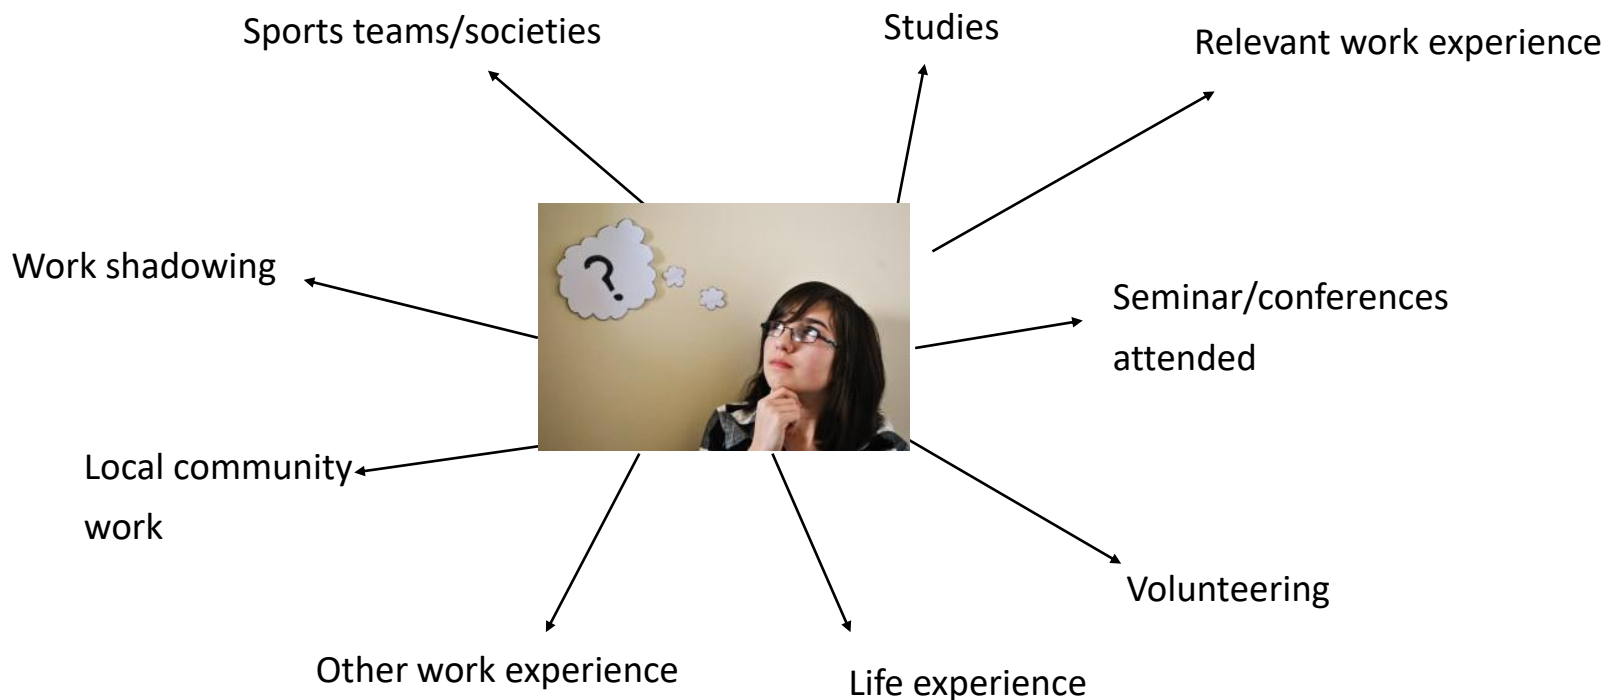 Sports teams/societies
Studies
Relevant work experience
Work shadowing
?
Seminar/conferences
attended
Local community
work
Volunteering
Other work experience
Life experience